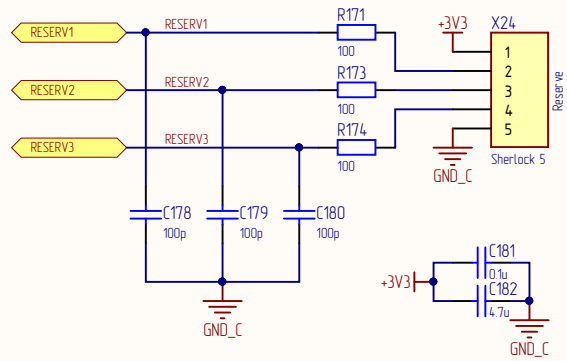 RESERV1
RESERV1
R171
100
+3V3
X24
1
2
3
4
5
Reserve
Sherlock 5
RESERV2
RESERV2
R173
100
RESERV3
RESERV3
R174
100
GND_C
C178
100p
C179
100p
C180
100p
GND_C
+3V3
C181
0.1u
C182
4.7u
GND_C